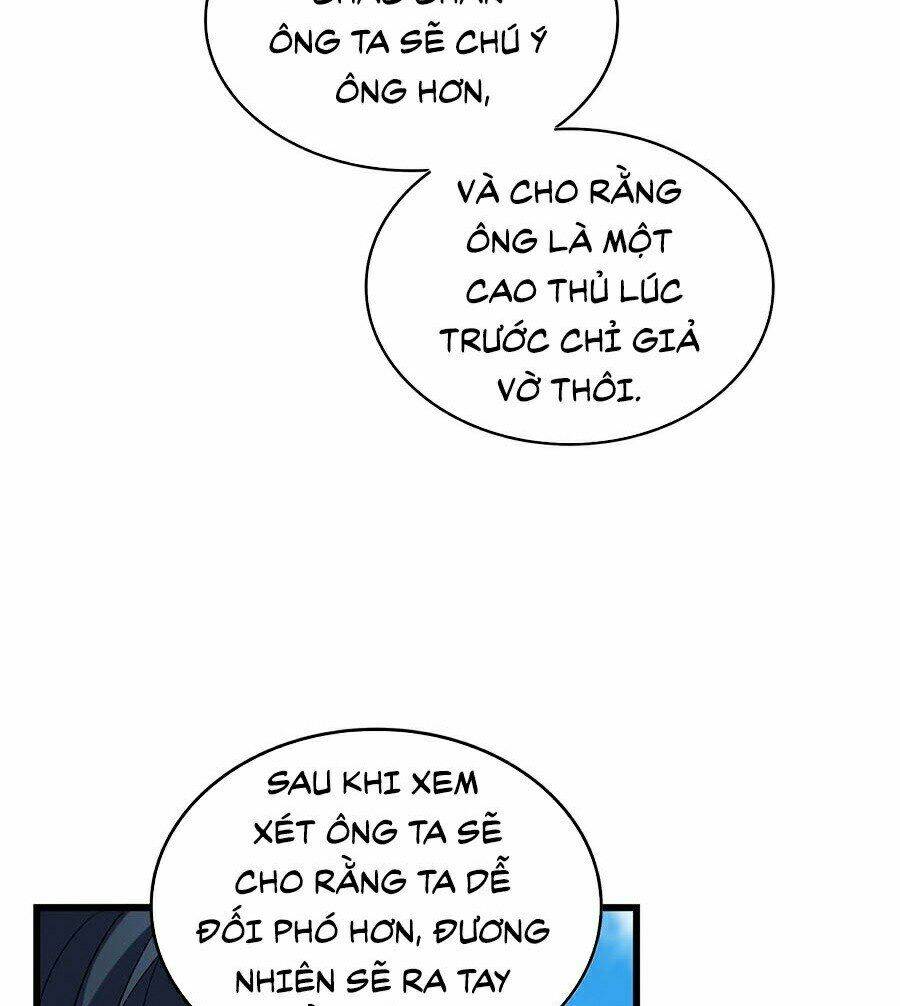 ÔNG TA SẼ CHÚ Ý
ÔNG HƠN,
VÀ CHO RẰNG
ÔNG LÀ MỘT
CAO THỦ LÚC
TRƯỚC CHỈ GIẢ
VỜ THÔI.
SAU KHI XEM
XÉT ÔNG TA SẼ
CHO RẰNG TA DỄ
ĐỐI PHÓ HƠN, ĐƯƠNG
NHIÊN SẼ RA TAY